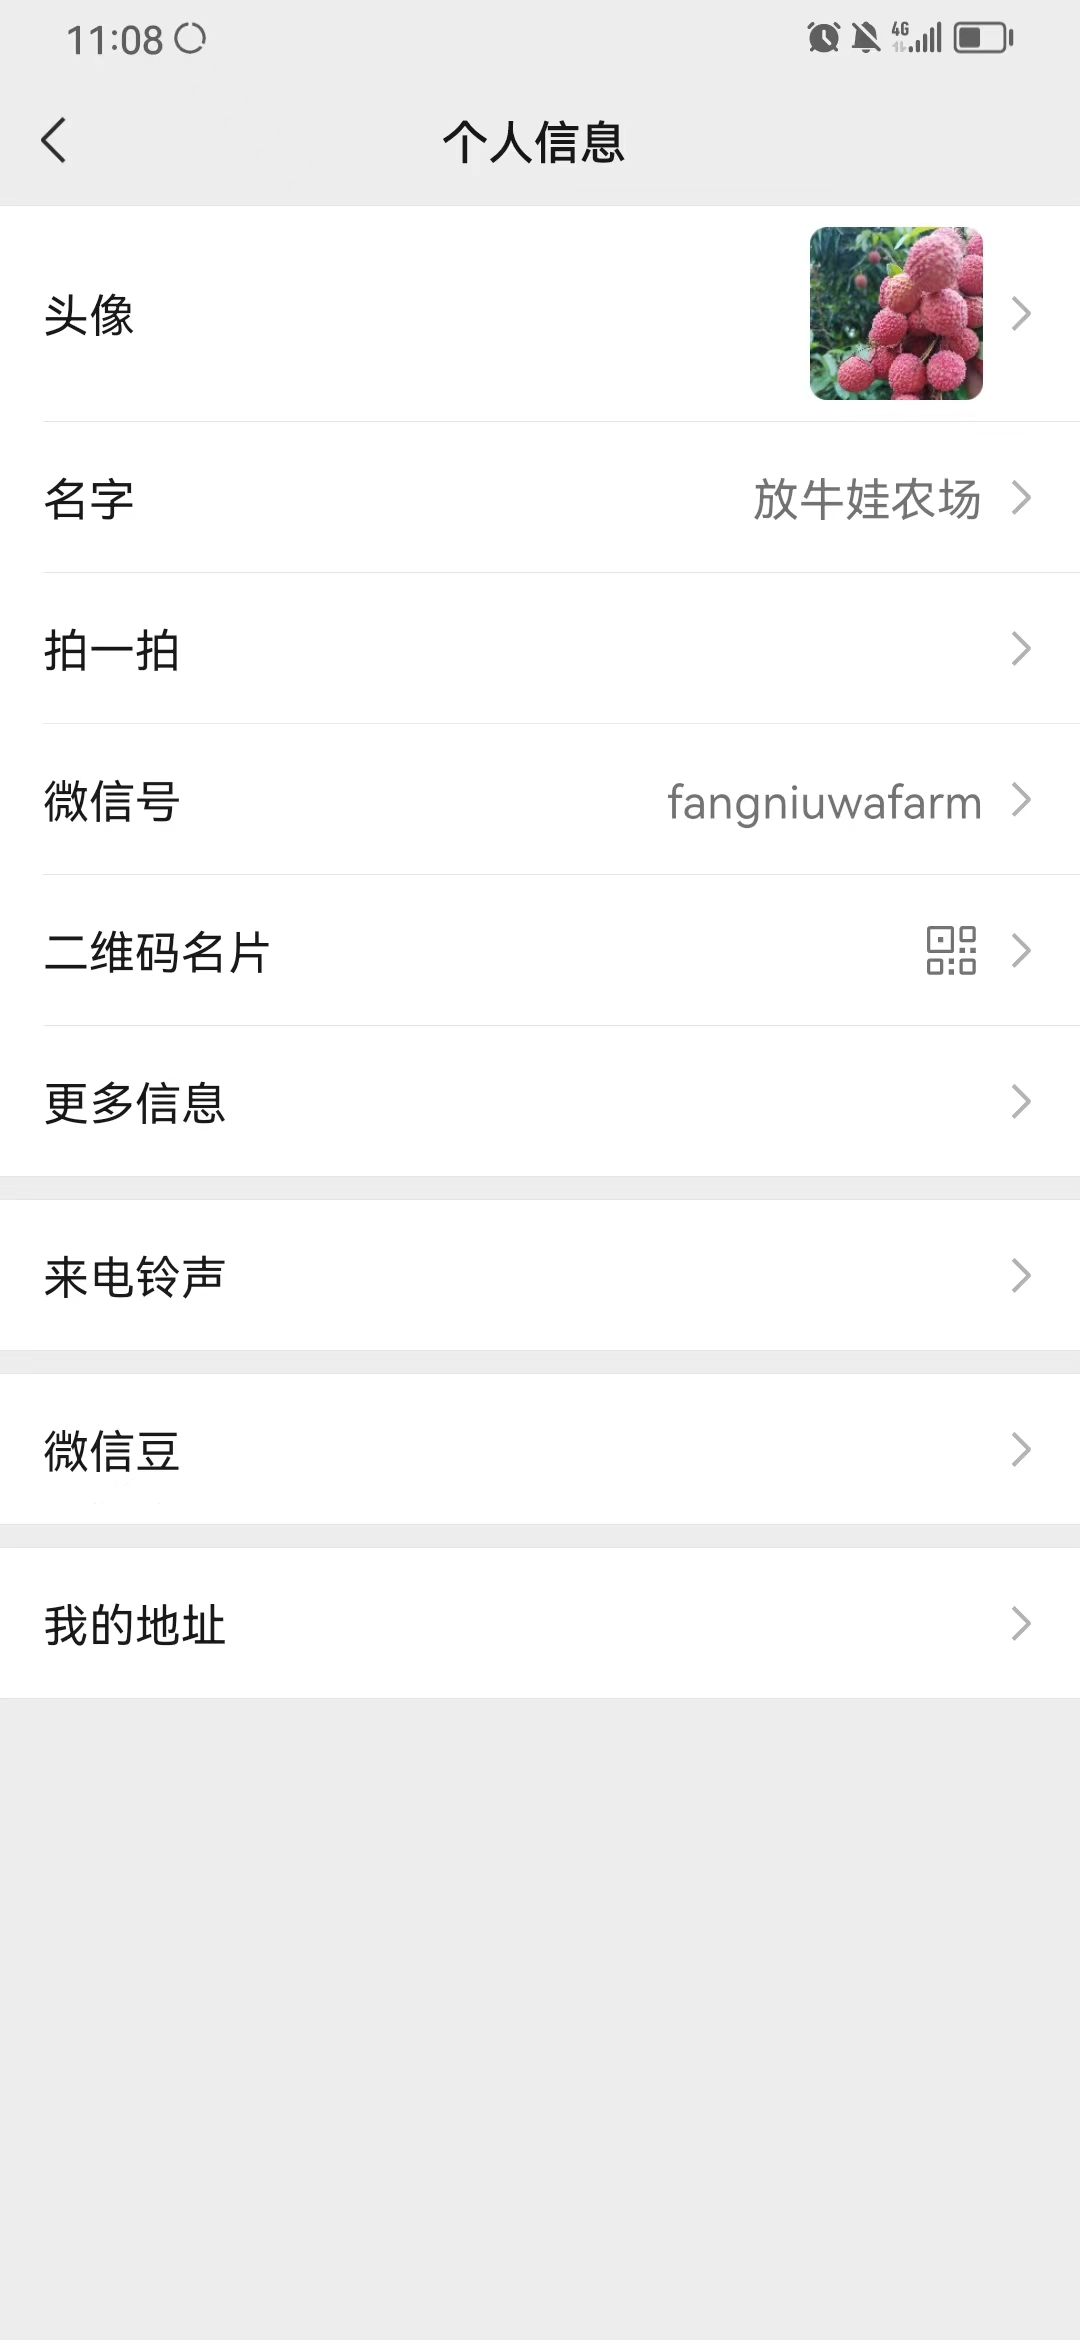 11:08
4G
个人信息
头像
名字
放牛娃农场
拍一拍
微信号
fangniuwafarm
二维码名片
更多信息
来电铃声
微信豆
我的地址